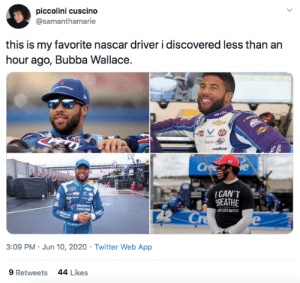 piccolini cuscino
@samanthamarie
this is my favorite nascar driver i discovered less than an
hour ago, Bubba Wallace.
I CAN'T
BREATHE
3:09 PM · Jun 10, 2020 · Twitter Web App
9 Retweets 44 Likes